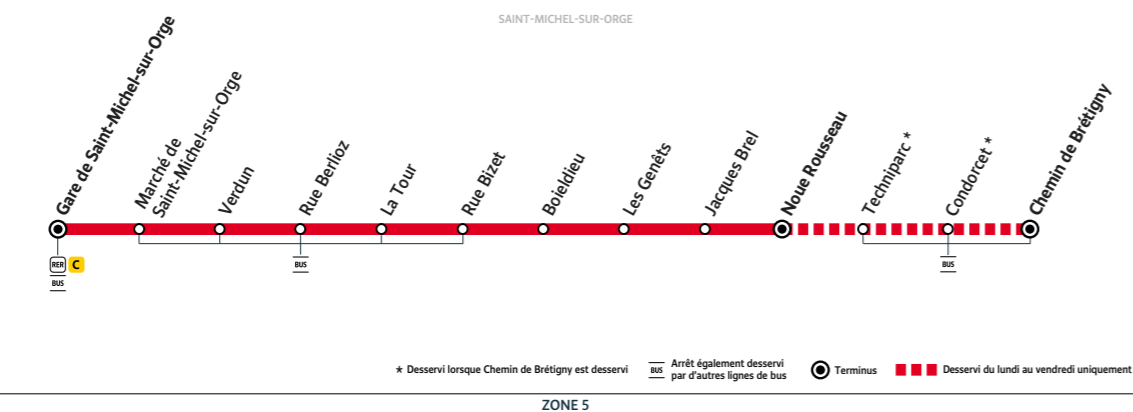 SAINT-MICHEL-SUR-ORGE
Gare de Saint-Michel-sur-Orge
Marché de
Saint-Michel-sur-Orge
Verdun
Rue Berlioz
La Tour
Rue Bizet
Boieldieu
Les Genêts
Jacques Brel
Noue Rousseau
Techniparc *
Condorcet *
Chemin de Brétigny
RER C
BUS
BUS
BUS
* Desservi lorsque Chemin de Brétigny est desservi
BUS
Arrêt également desservi
par d'autres lignes de bus
Terminus
Desservi du lundi au vendredi uniquement
ZONE 5